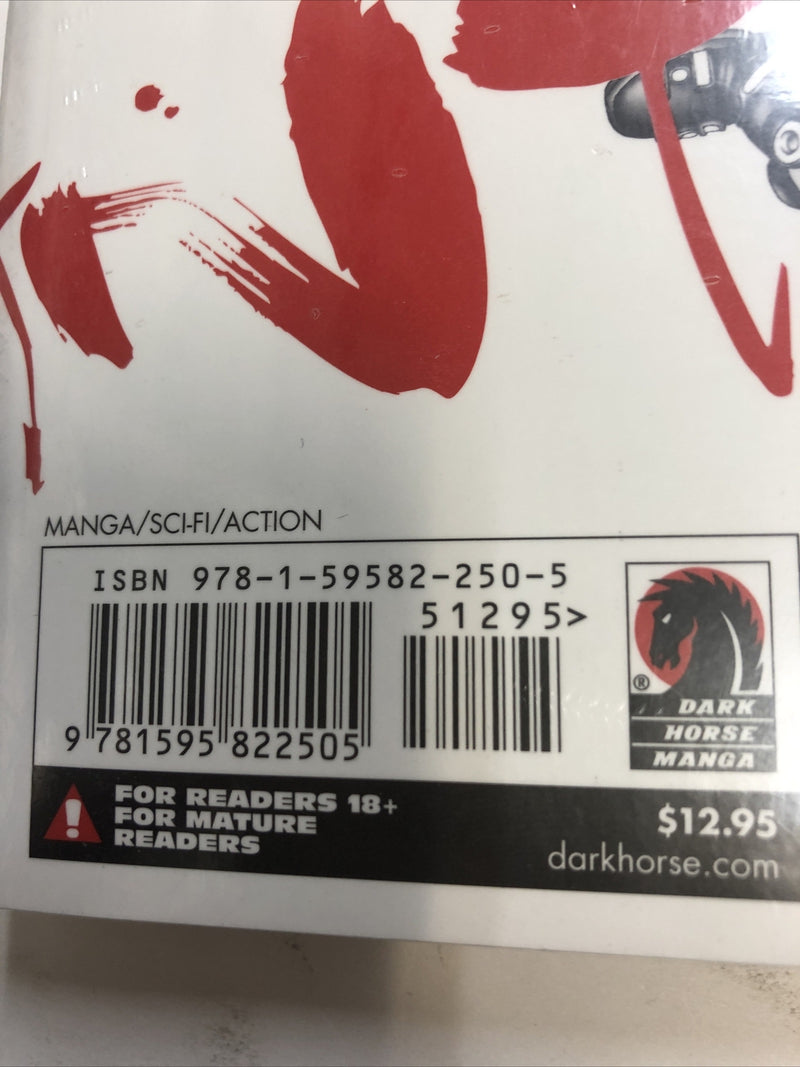 MANGA/SCI-FI/ACTION
ISBN 978-1-59582-250-5
51295>
9 781595 822505
®
DARK
HORSE
MANGA
FOR READERS 18+
FOR MATURE
READERS
$12.95
darkhorse.com